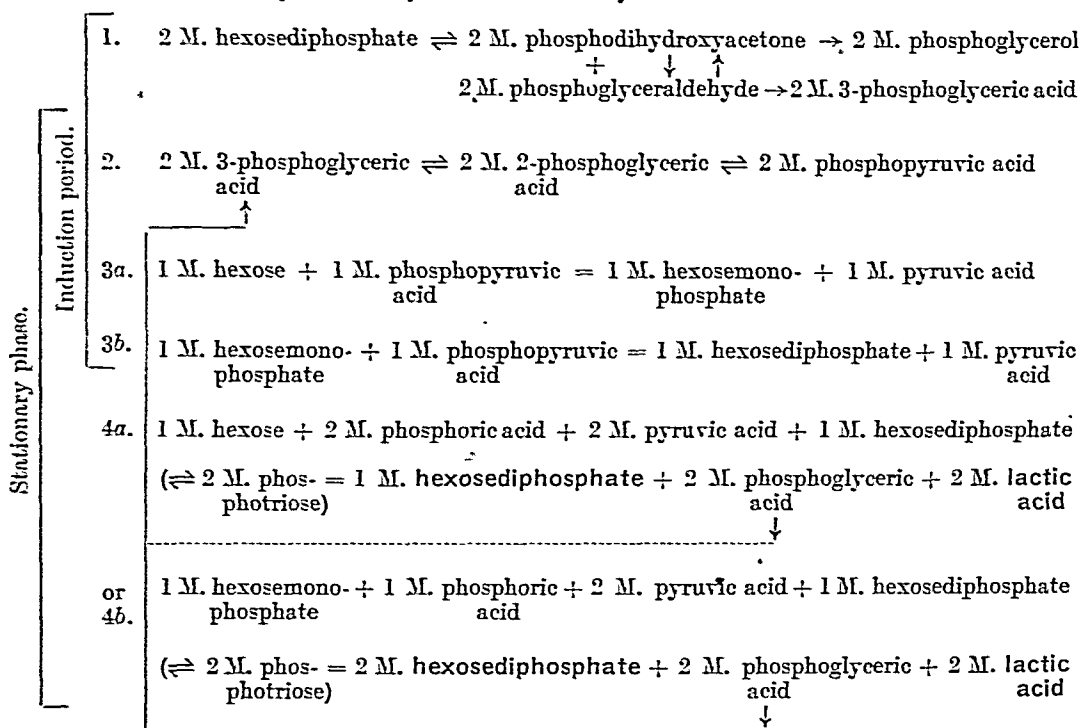 1. 2 M. hexosediphosphate ⇌ 2 M. phosphodihydroxyacetone → 2 M. phosphoglycerol
+ ↓ ↑
2 M. phosphoglyceraldehyde → 2 M. 3-phosphoglyceric acid
2. 2 M. 3-phosphoglyceric ⇌ 2 M. 2-phosphoglyceric ⇌ 2 M. phosphopyruvic acid
acid acid
3a. 1 M. hexose + 1 M. phosphopyruvic = 1 M. hexosemono- + 1 M. pyruvic acid
acid phosphate
3b. 1 M. hexosemono- + 1 M. phosphopyruvic = 1 M. hexosediphosphate + 1 M. pyruvic
phosphate acid acid
4a. 1 M. hexose + 2 M. phosphoric acid + 2 M. pyruvic acid + 1 M. hexosediphosphate
(⇌ 2 M. phos- = 1 M. hexosediphosphate + 2 M. phosphoglyceric + 2 M. lactic
photriose) acid acid
or 1 M. hexosemono- + 1 M. phosphoric + 2 M. pyruvic acid + 1 M. hexosediphosphate
4b. phosphate acid
(⇌ 2 M. phos- = 2 M. hexosediphosphate + 2 M. phosphoglyceric + 2 M. lactic
photriose) acid acid
Induction period.
Stationary phase.